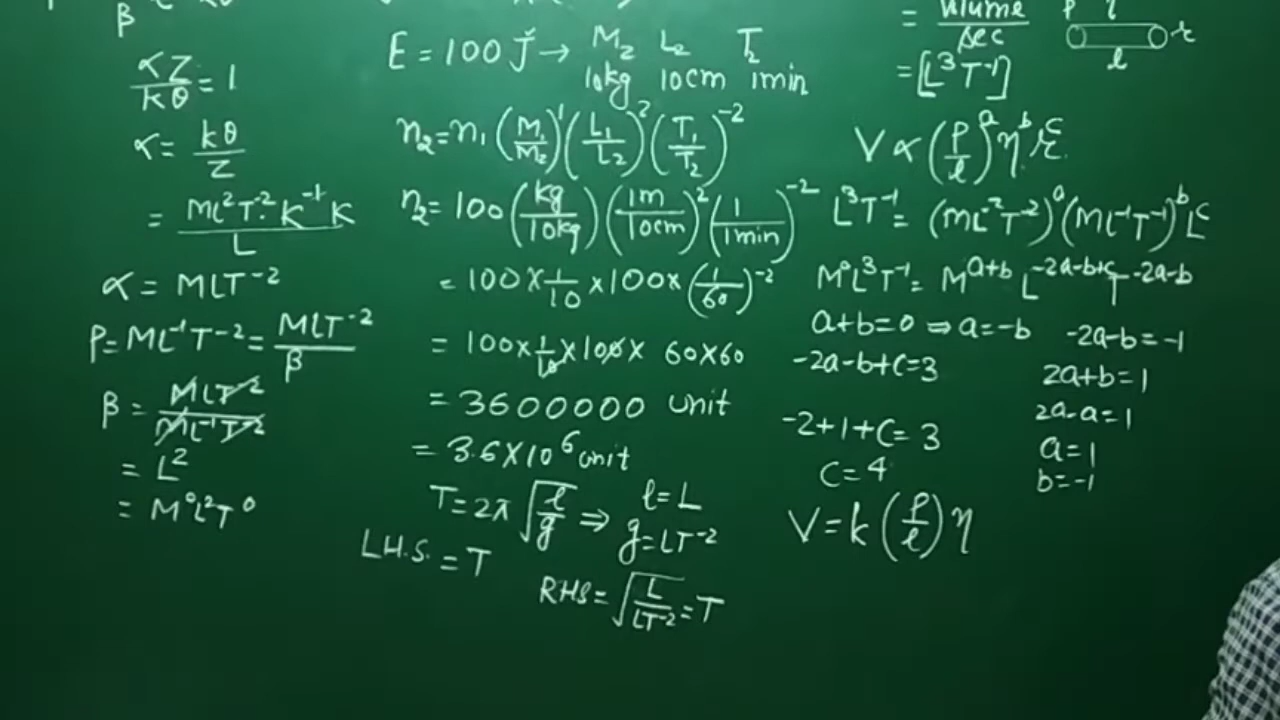 β
αZ/kθ = 1
α = kθ/Z
= ML²T⁻²K⁻¹K/L
α = MLT⁻²
P = ML⁻¹T⁻² = MLT⁻²/β
β = MLT⁻²/ML⁻¹T⁻²
= L²
= M⁰L²T⁰
E = 100 J → M₂ L₂ T₂
10kg 10cm 1min
n₂ = n₁ (M₁/M₂)¹ (L₁/L₂)² (T₁/T₂)⁻²
n₂ = 100 (kg/10kg) (1m/10cm)² (1/1min)⁻²
= 100 × 1/10 × 100 × (1/60)⁻²
= 100 × 1/10 × 100 × 60×60
= 3600000 unit
= 3.6×10⁶ unit
T = 2π √(l/g) ⇒ l = L
g = LT⁻²
L.H.S. = T
RHS = √(L/LT⁻²) = T
= volume/sec
P l r
l
= [L³T⁻¹]
V ∝ (P/l)ᵃ ηᵇ rᶜ
L³T⁻¹ = (ML⁻²T⁻²)ᵃ (ML⁻¹T⁻¹)ᵇ Lᶜ
M⁰L³T⁻¹ = Mᵃ⁺ᵇ L⁻²ᵃ⁻ᵇ⁺ᶜ T⁻²ᵃ⁻ᵇ
a+b=0 ⇒ a=-b
-2a-b+c=3
-2+1+c=3
c=4
-2a-b=-1
2a+b=1
2a-a=1
a=1
b=-1
V = k (P/l) η